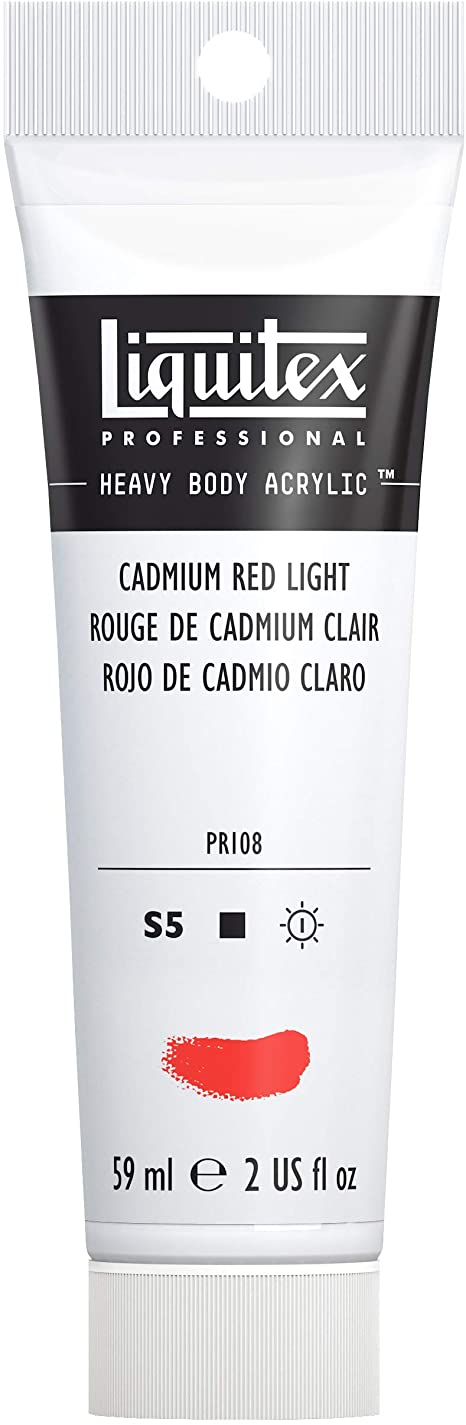 Liquitex
PROFESSIONAL
HEAVY BODY ACRYLIC™
CADMIUM RED LIGHT
ROUGE DE CADMIUM CLAIR
ROJO DE CADMIO CLARO
PR108
S5 ■ I
59 ml ℮ 2 US fl oz